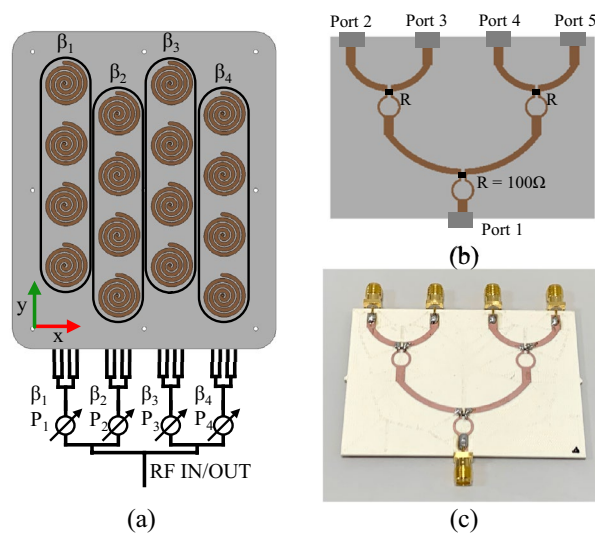 β1
β2
β3
β4
y
x
β1 β2 β3 β4
P1 P2 P3 P4
RF IN/OUT
(a)
Port 2 Port 3 Port 4 Port 5
R R
R = 100Ω
Port 1
(b)
(c)